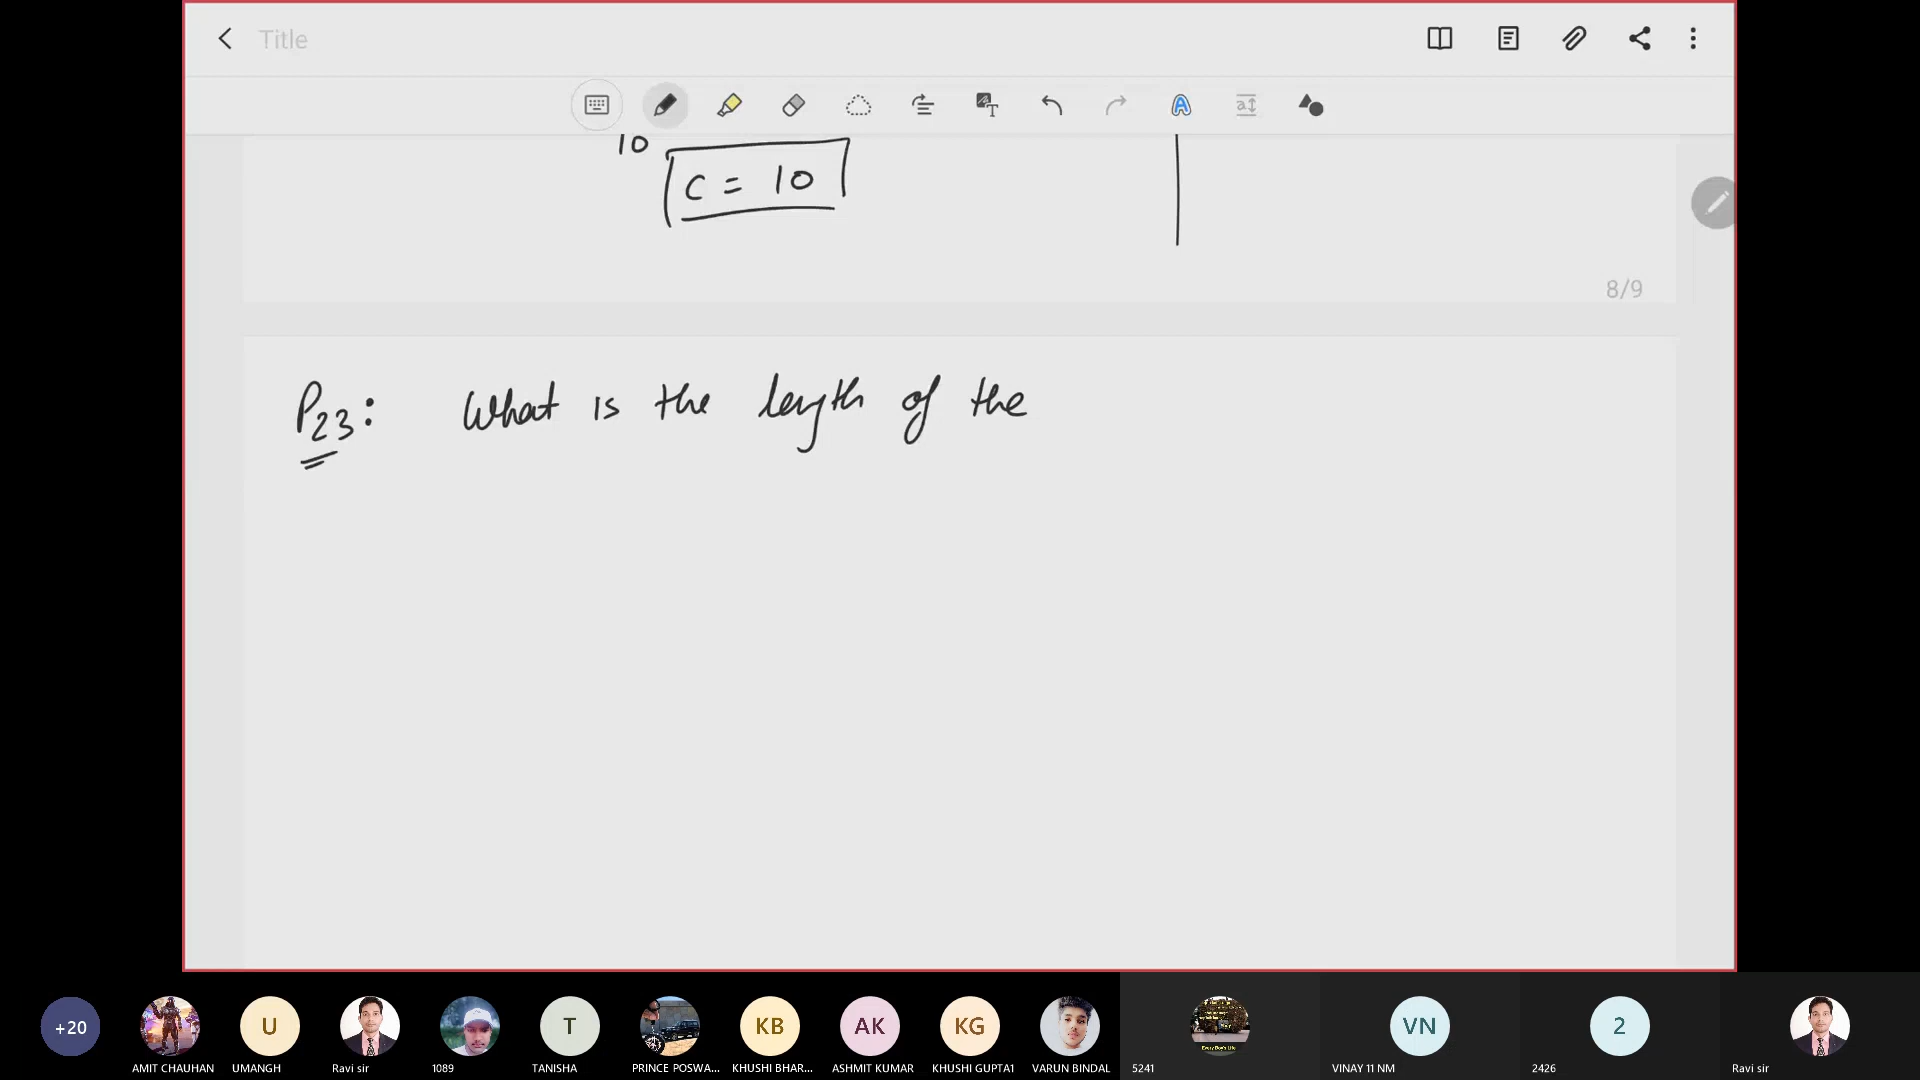 Title
10
C = 10
8/9
P23: What is the length of the
+20
U
T
KB
AK
KG
VN
2
AMIT CHAUHAN
UMANGH
Ravi sir
1089
TANISHA
PRINCE POSWA...
KHUSHI BHAR...
ASHMIT KUMAR
KHUSHI GUPTA1
VARUN BINDAL
5241
VINAY 11 NM
2426
Ravi sir